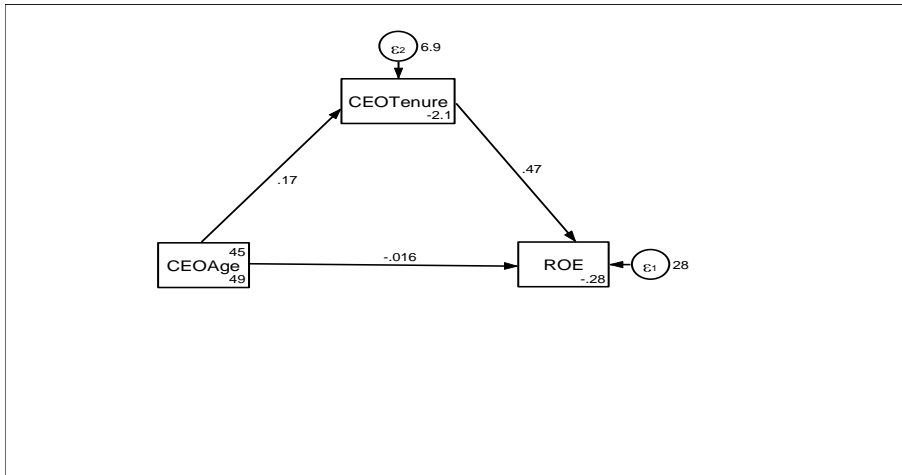 ε2 6.9
CEOTenure
-2.1
.17
.47
45
CEOAge
49
-.016
ROE
-.28
ε1 28